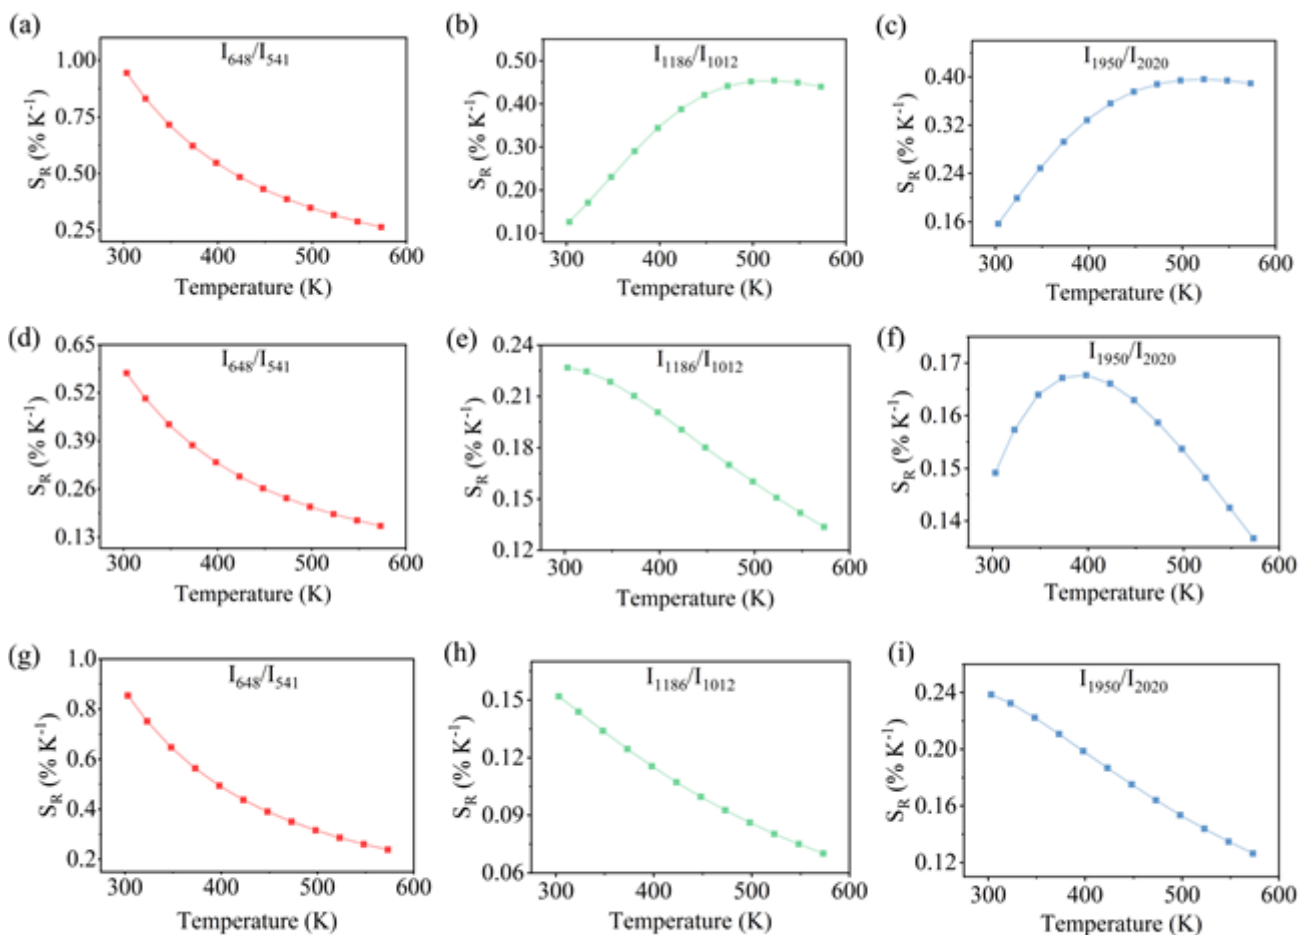 (a)
I648/I541
1.00
0.75
0.50
0.25
SR (% K-1)
300 400 500 600
Temperature (K)
(b)
I1186/I1012
0.50
0.40
0.30
0.20
0.10
SR (% K-1)
300 400 500 600
Temperature (K)
(c)
I1950/I2020
0.40
0.32
0.24
0.16
SR (% K-1)
300 400 500 600
Temperature (K)
(d)
I648/I541
0.65
0.52
0.39
0.26
0.13
SR (% K-1)
300 400 500 600
Temperature (K)
(e)
I1186/I1012
0.24
0.21
0.18
0.15
0.12
SR (% K-1)
300 400 500 600
Temperature (K)
(f)
I1950/I2020
0.17
0.16
0.15
0.14
SR (% K-1)
300 400 500 600
Temperature (K)
(g)
I648/I541
1.0
0.8
0.6
0.4
0.2
SR (% K-1)
300 400 500 600
Temperature (K)
(h)
I1186/I1012
0.15
0.12
0.09
0.06
SR (% K-1)
300 400 500 600
Temperature (K)
(i)
I1950/I2020
0.24
0.20
0.16
0.12
SR (% K-1)
300 400 500 600
Temperature (K)